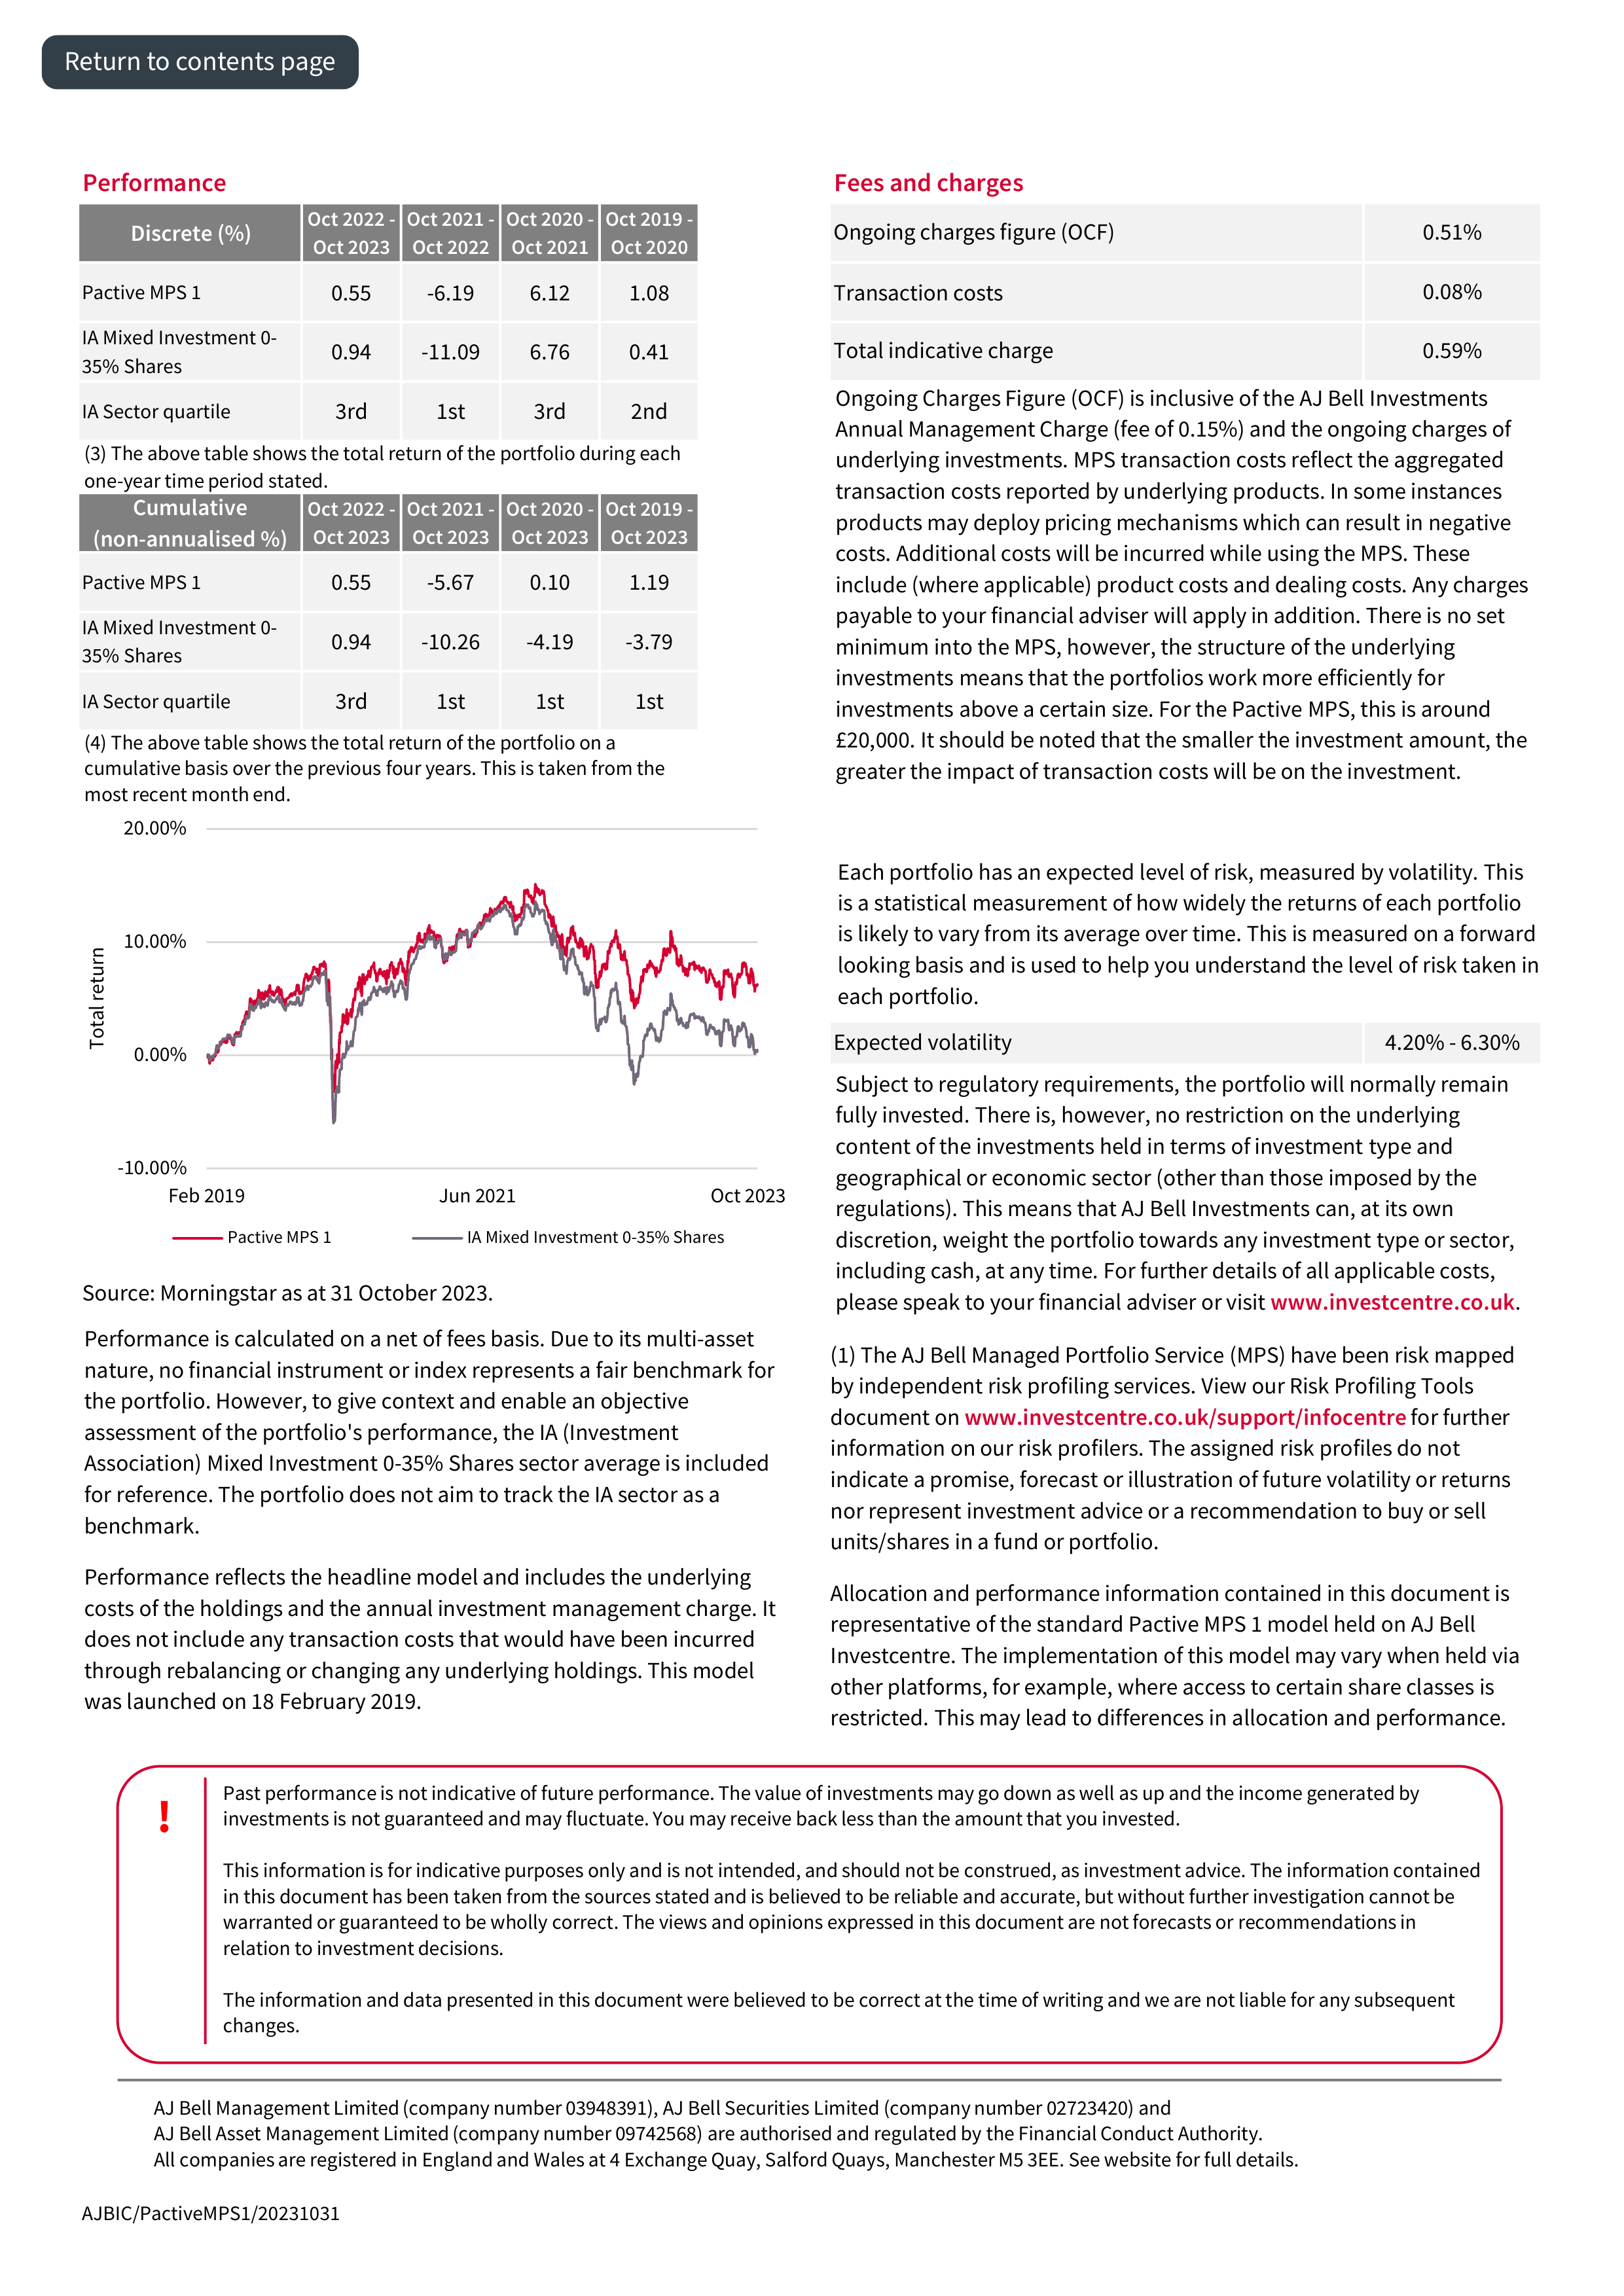 Return to contents page
Performance
Discrete (%)
Oct 2022 - Oct 2021 - Oct 2020 - Oct 2019 -
Oct 2023 Oct 2022 Oct 2021 Oct 2020
Pactive MPS 1 0.55 -6.19 6.12 1.08
IA Mixed Investment 0-
35% Shares 0.94 -11.09 6.76 0.41
IA Sector quartile 3rd 1st 3rd 2nd
(3) The above table shows the total return of the portfolio during each
one-year time period stated.
Cumulative
(non-annualised %)
Oct 2022 - Oct 2021 - Oct 2020 - Oct 2019 -
Oct 2023 Oct 2023 Oct 2023 Oct 2023
Pactive MPS 1 0.55 -5.67 0.10 1.19
IA Mixed Investment 0-
35% Shares 0.94 -10.26 -4.19 -3.79
IA Sector quartile 3rd 1st 1st 1st
(4) The above table shows the total return of the portfolio on a
cumulative basis over the previous four years. This is taken from the
most recent month end.
20.00%
10.00%
0.00%
-10.00%
Total return
Feb 2019 Jun 2021 Oct 2023
Pactive MPS 1 IA Mixed Investment 0-35% Shares
Source: Morningstar as at 31 October 2023.
Performance is calculated on a net of fees basis. Due to its multi-asset
nature, no financial instrument or index represents a fair benchmark for
the portfolio. However, to give context and enable an objective
assessment of the portfolio's performance, the IA (Investment
Association) Mixed Investment 0-35% Shares sector average is included
for reference. The portfolio does not aim to track the IA sector as a
benchmark.
Performance reflects the headline model and includes the underlying
costs of the holdings and the annual investment management charge. It
does not include any transaction costs that would have been incurred
through rebalancing or changing any underlying holdings. This model
was launched on 18 February 2019.
Fees and charges
Ongoing charges figure (OCF) 0.51%
Transaction costs 0.08%
Total indicative charge 0.59%
Ongoing Charges Figure (OCF) is inclusive of the AJ Bell Investments
Annual Management Charge (fee of 0.15%) and the ongoing charges of
underlying investments. MPS transaction costs reflect the aggregated
transaction costs reported by underlying products. In some instances
products may deploy pricing mechanisms which can result in negative
costs. Additional costs will be incurred while using the MPS. These
include (where applicable) product costs and dealing costs. Any charges
payable to your financial adviser will apply in addition. There is no set
minimum into the MPS, however, the structure of the underlying
investments means that the portfolios work more efficiently for
investments above a certain size. For the Pactive MPS, this is around
£20,000. It should be noted that the smaller the investment amount, the
greater the impact of transaction costs will be on the investment.
Each portfolio has an expected level of risk, measured by volatility. This
is a statistical measurement of how widely the returns of each portfolio
is likely to vary from its average over time. This is measured on a forward
looking basis and is used to help you understand the level of risk taken in
each portfolio.
Expected volatility 4.20% - 6.30%
Subject to regulatory requirements, the portfolio will normally remain
fully invested. There is, however, no restriction on the underlying
content of the investments held in terms of investment type and
geographical or economic sector (other than those imposed by the
regulations). This means that AJ Bell Investments can, at its own
discretion, weight the portfolio towards any investment type or sector,
including cash, at any time. For further details of all applicable costs,
please speak to your financial adviser or visit www.investcentre.co.uk.
(1) The AJ Bell Managed Portfolio Service (MPS) have been risk mapped
by independent risk profiling services. View our Risk Profiling Tools
document on www.investcentre.co.uk/support/infocentre for further
information on our risk profilers. The assigned risk profiles do not
indicate a promise, forecast or illustration of future volatility or returns
nor represent investment advice or a recommendation to buy or sell
units/shares in a fund or portfolio.
Allocation and performance information contained in this document is
representative of the standard Pactive MPS 1 model held on AJ Bell
Investcentre. The implementation of this model may vary when held via
other platforms, for example, where access to certain share classes is
restricted. This may lead to differences in allocation and performance.
!
Past performance is not indicative of future performance. The value of investments may go down as well as up and the income generated by
investments is not guaranteed and may fluctuate. You may receive back less than the amount that you invested.
This information is for indicative purposes only and is not intended, and should not be construed, as investment advice. The information contained
in this document has been taken from the sources stated and is believed to be reliable and accurate, but without further investigation cannot be
warranted or guaranteed to be wholly correct. The views and opinions expressed in this document are not forecasts or recommendations in
relation to investment decisions.
The information and data presented in this document were believed to be correct at the time of writing and we are not liable for any subsequent
changes.
AJ Bell Management Limited (company number 03948391), AJ Bell Securities Limited (company number 02723420) and
AJ Bell Asset Management Limited (company number 09742568) are authorised and regulated by the Financial Conduct Authority.
All companies are registered in England and Wales at 4 Exchange Quay, Salford Quays, Manchester M5 3EE. See website for full details.
AJBIC/PactiveMPS1/20231031